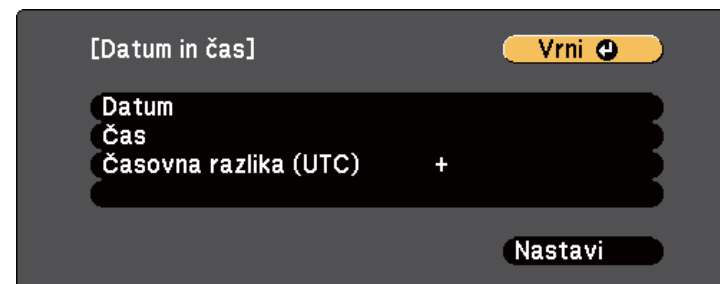 [Datum in čas] Vrni
Datum
Čas
Časovna razlika (UTC) +
Nastavi